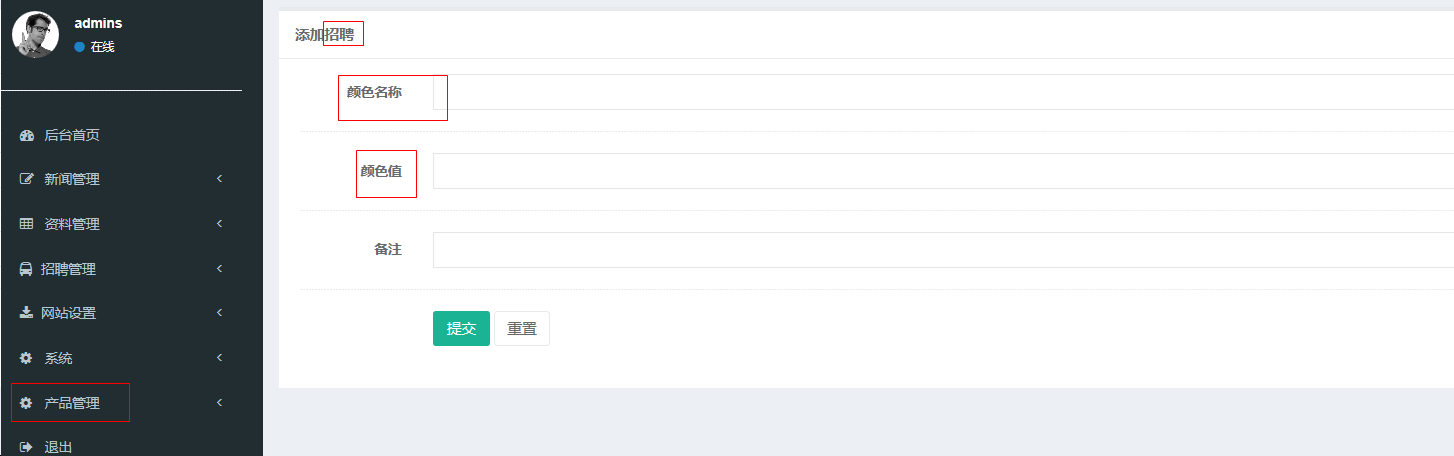 admins
在线
后台首页
新闻管理
资料管理
招聘管理
网站设置
系统
产品管理
退出
添加招聘
颜色名称
颜色值
备注
提交 重置